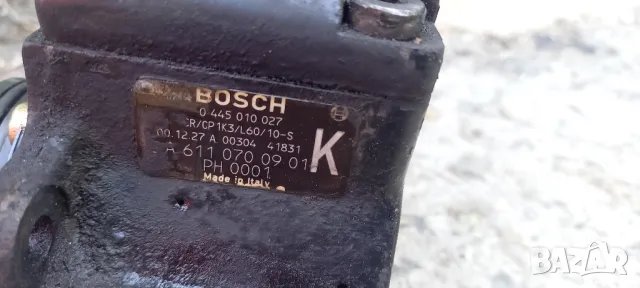 BOSCH
0 445 010 027
CR/CP1K3/L60/10-S
00.12.27 A 00304 41831
A 611 070 09 01
K
PH 0001
Made in Italy
BAZAR